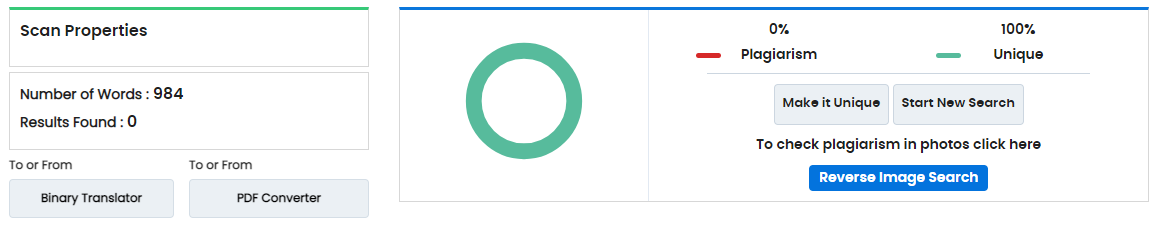 Scan Properties
Number of Words : 984
Results Found : 0
To or From
To or From
Binary Translator
PDF Converter
0%
100%
Plagiarism
Unique
Make it Unique
Start New Search
To check plagiarism in photos click here
Reverse Image Search